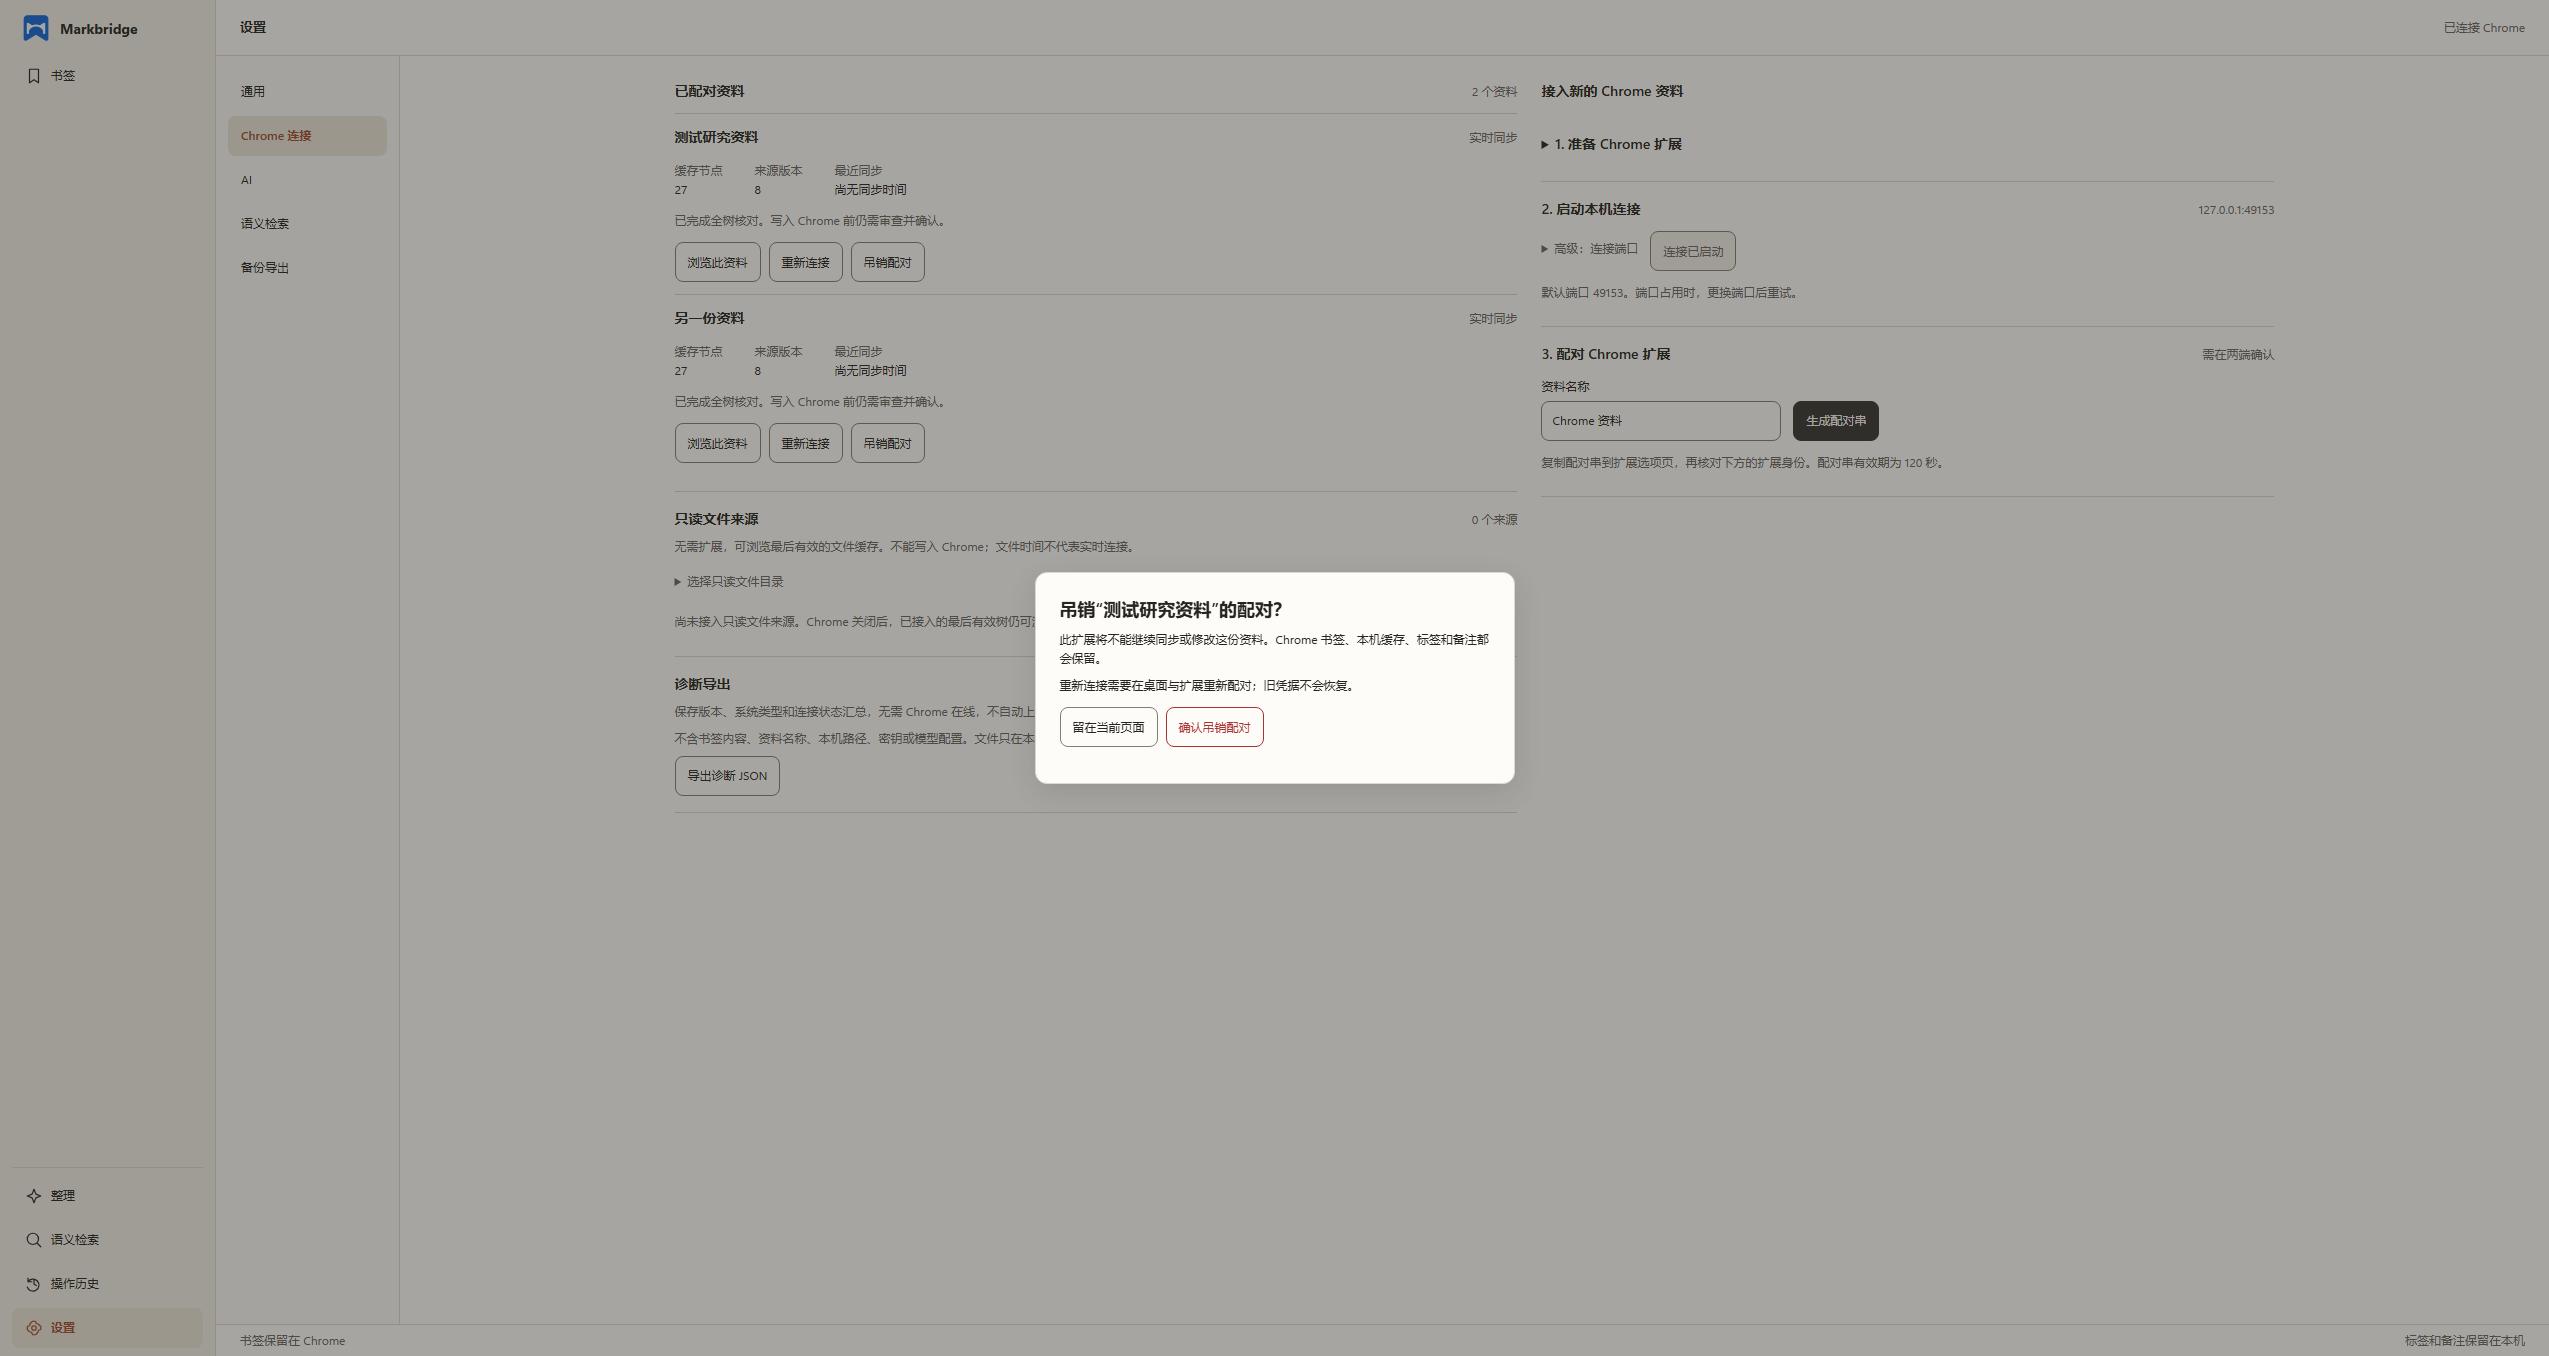 Markbridge
书签
整理
语义检索
操作历史
设置
设置
已连接 Chrome
通用
Chrome 连接
AI
语义检索
备份导出
已配对资料
2 个资料
测试研究资料
实时同步
缓存节点
来源版本
最近同步
27
8
尚无同步时间
已完成全树核对。写入 Chrome 前仍需审查并确认。
浏览此资料
重新连接
吊销配对
另一份资料
实时同步
缓存节点
来源版本
最近同步
27
8
尚无同步时间
已完成全树核对。写入 Chrome 前仍需审查并确认。
浏览此资料
重新连接
吊销配对
只读文件来源
0 个来源
无需扩展，可浏览最后有效的文件缓存。不能写入 Chrome；文件时间不代表实时连接。
选择只读文件目录
尚未接入只读文件来源。Chrome 关闭后，已接入的最后有效树仍可
诊断导出
保存版本、系统类型和连接状态汇总，无需 Chrome 在线，不自动上
不含书签内容、资料名称、本机路径、密钥或模型配置。文件只在本
导出诊断 JSON
接入新的 Chrome 资料
1. 准备 Chrome 扩展
2. 启动本机连接
127.0.0.1:49153
高级：连接端口
连接已启动
默认端口 49153。端口占用时，更换端口后重试。
3. 配对 Chrome 扩展
需在两端确认
资料名称
Chrome 资料
生成配对串
复制配对串到扩展选项页，再核对下方的扩展身份。配对串有效期为 120 秒。
吊销“测试研究资料”的配对？
此扩展将不能继续同步或修改这份资料。Chrome 书签、本机缓存、标签和备注都
会保留。
重新连接需要在桌面与扩展重新配对；旧凭据不会恢复。
留在当前页面
确认吊销配对
书签保留在 Chrome
标签和备注保留在本机